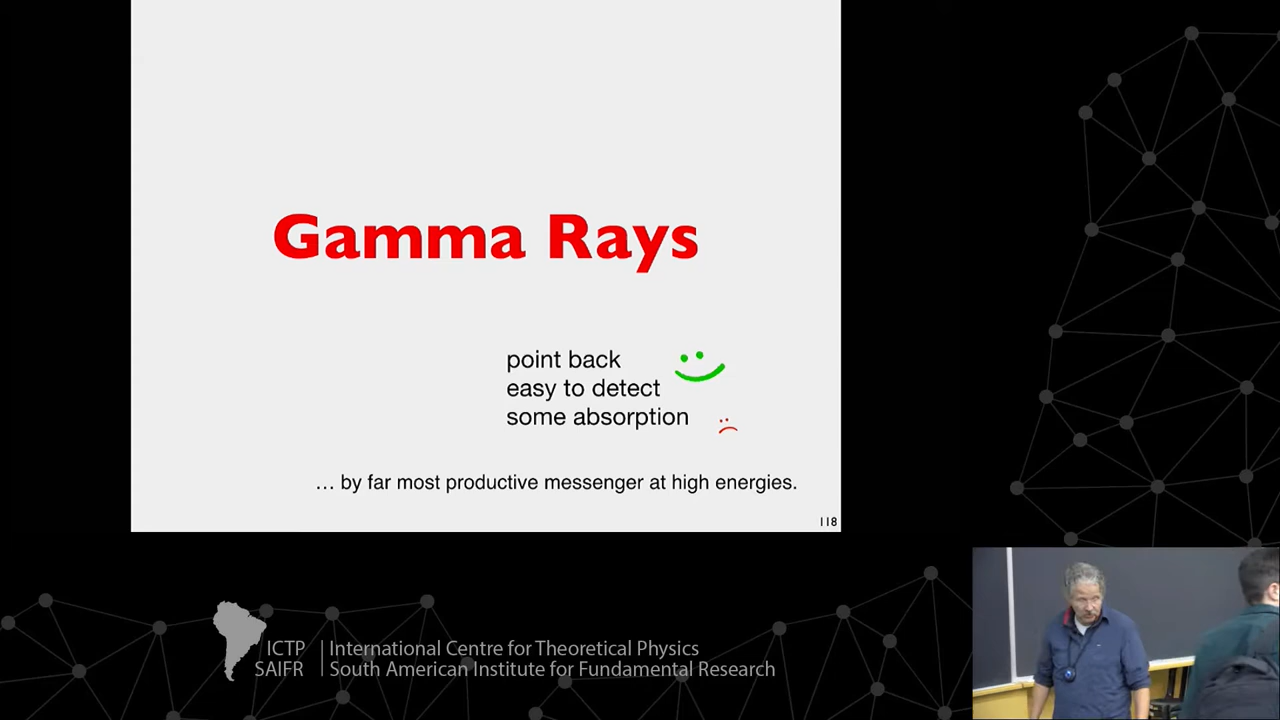 Gamma Rays
point back
easy to detect
some absorption
… by far most productive messenger at high energies.
118
ICTP
SAIFR
International Centre for Theoretical Physics
South American Institute for Fundamental Research